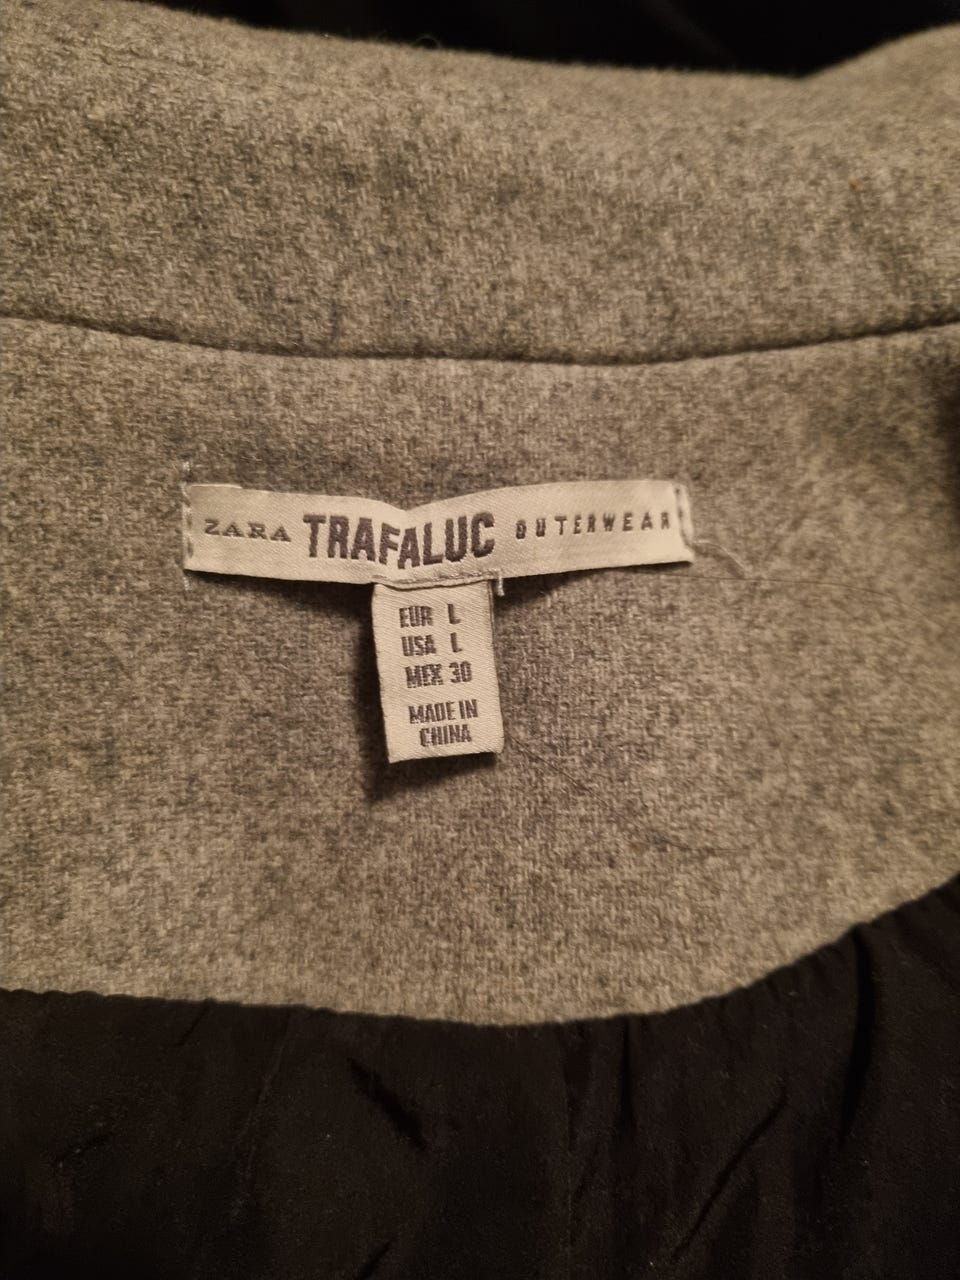 ZARA TRAFALUC OUTERWEAR
EUR L
USA L
MEX 30
MADE IN
CHINA